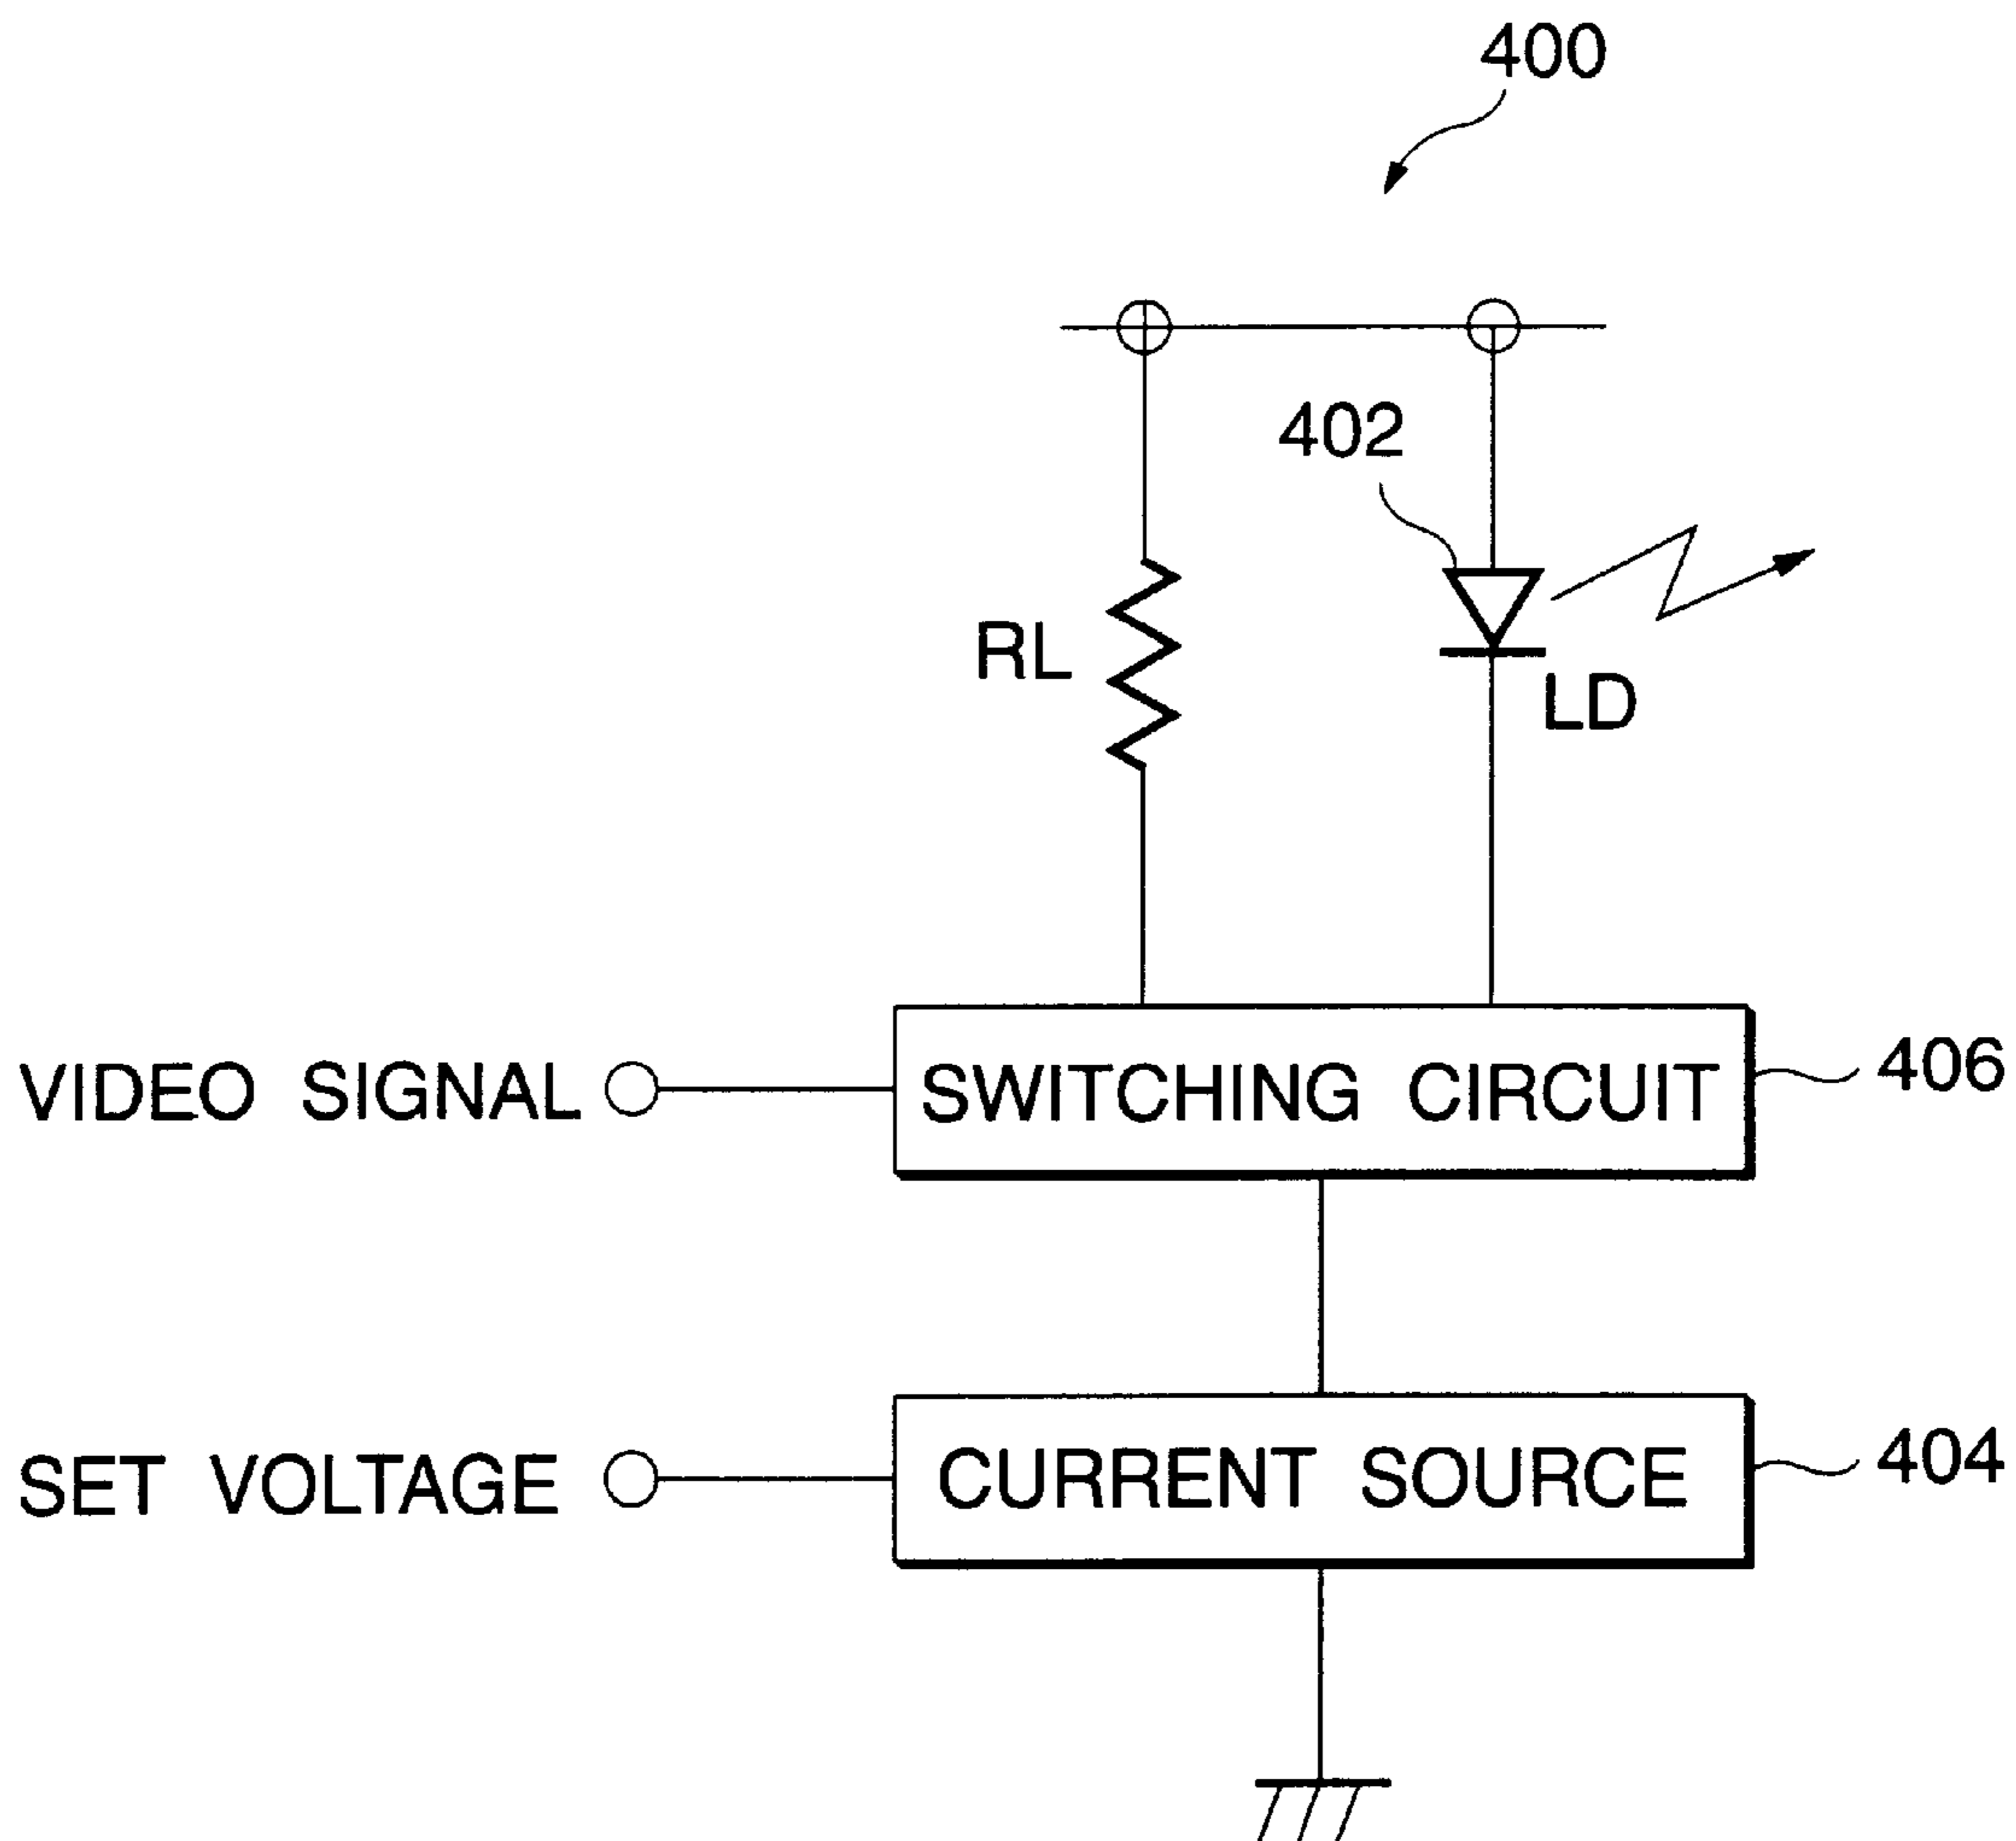 400
402
RL
LD
VIDEO SIGNAL
SWITCHING CIRCUIT
406
SET VOLTAGE
CURRENT SOURCE
404